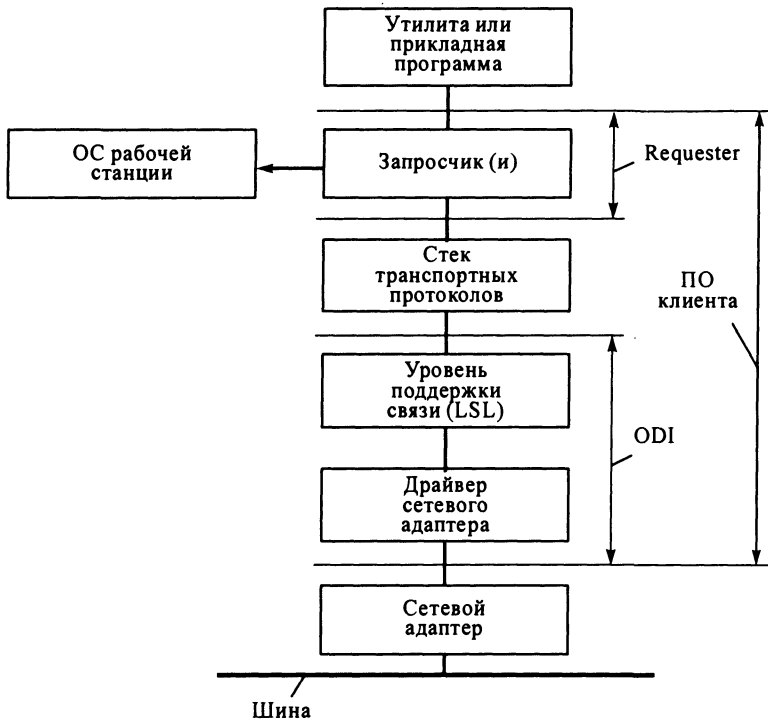 Утилита или
прикладная
программа
ОС рабочей
станции
Запросчик (и)
Requester
Стек
транспортных
протоколов
ПО
клиента
Уровень
поддержки
связи (LSL)
ODI
Драйвер
сетевого
адаптера
Сетевой
адаптер
Шина